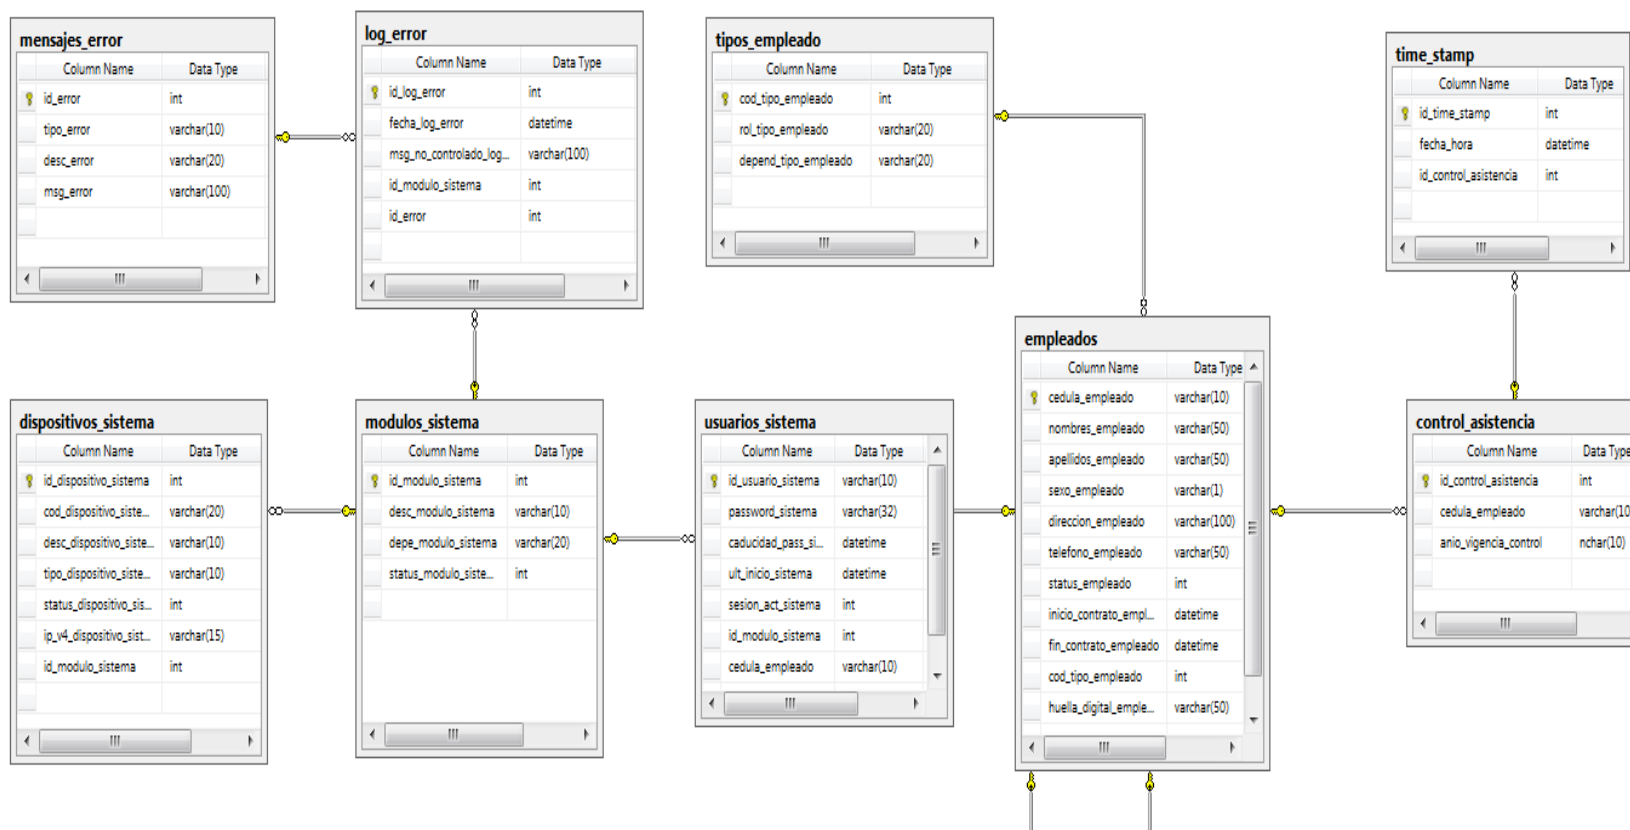 mensajes_error
Column Name Data Type
id_error int
tipo_error varchar(10)
desc_error varchar(20)
msg_error varchar(100)
log_error
Column Name Data Type
id_log_error int
fecha_log_error datetime
msg_no_controlado_log... varchar(100)
id_modulo_sistema int
id_error int
tipos_empleado
Column Name Data Type
cod_tipo_empleado int
rol_tipo_empleado varchar(20)
depend_tipo_empleado varchar(20)
time_stamp
Column Name Data Type
id_time_stamp int
fecha_hora datetime
id_control_asistencia int
dispositivos_sistema
Column Name Data Type
id_dispositivo_sistema int
cod_dispositivo_siste... varchar(20)
desc_dispositivo_siste... varchar(10)
tipo_dispositivo_siste... varchar(10)
status_dispositivo_sis... int
ip_v4_dispositivo_sist... varchar(15)
id_modulo_sistema int
modulos_sistema
Column Name Data Type
id_modulo_sistema int
desc_modulo_sistema varchar(10)
depe_modulo_sistema varchar(20)
status_modulo_siste... int
usuarios_sistema
Column Name Data Type
id_usuario_sistema varchar(10)
password_sistema varchar(32)
caducidad_pass_si... datetime
ult_inicio_sistema datetime
sesion_act_sistema int
id_modulo_sistema int
cedula_empleado varchar(10)
empleados
Column Name Data Type
cedula_empleado varchar(10)
nombres_empleado varchar(50)
apellidos_empleado varchar(50)
sexo_empleado varchar(1)
direccion_empleado varchar(100)
telefono_empleado varchar(50)
status_empleado int
inicio_contrato_empl... datetime
fin_contrato_empleado datetime
cod_tipo_empleado int
huella_digital_emple... varchar(50)
control_asistencia
Column Name Data Type
id_control_asistencia int
cedula_empleado varchar(10
anio_vigencia_control nchar(10)